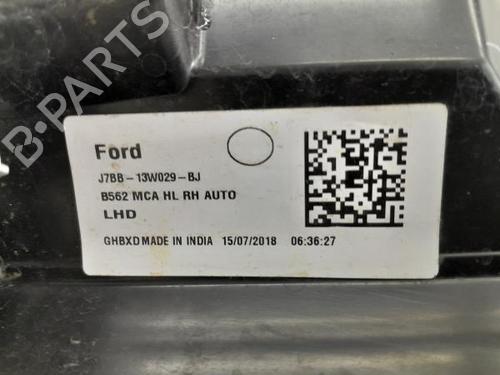 B-PARTS
Ford
J7BB-13W029-BJ
B562 MCA HL RH AUTO
LHD
GHBXD MADE IN INDIA 15/07/2018 06:36:27